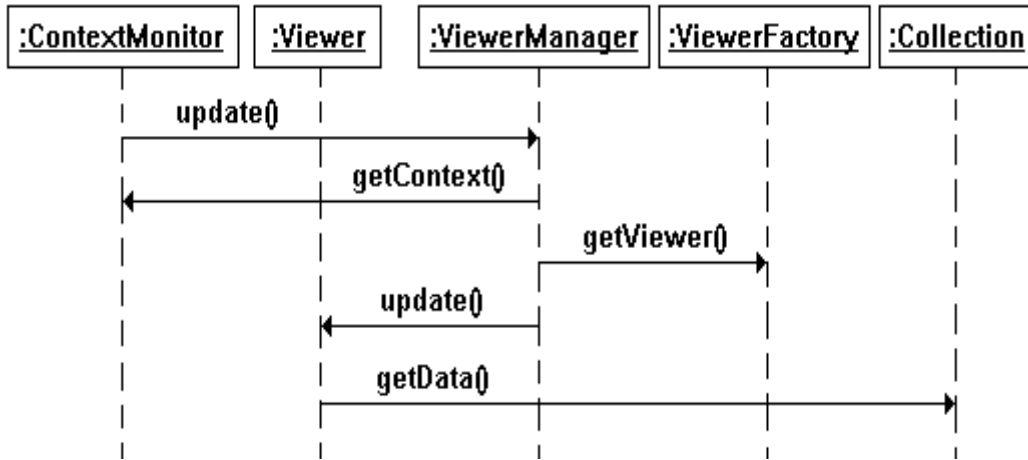 :ContextMonitor :Viewer :ViewerManager :ViewerFactory :Collection
update()
getContext()
getViewer()
update()
getData()